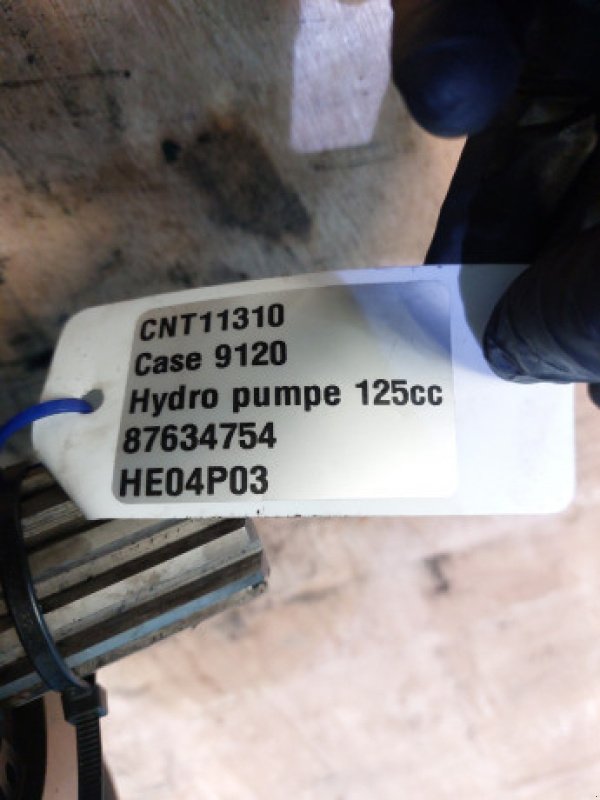 CNT11310
Case 9120
Hydro pumpe 125cc
87634754
HE04P03